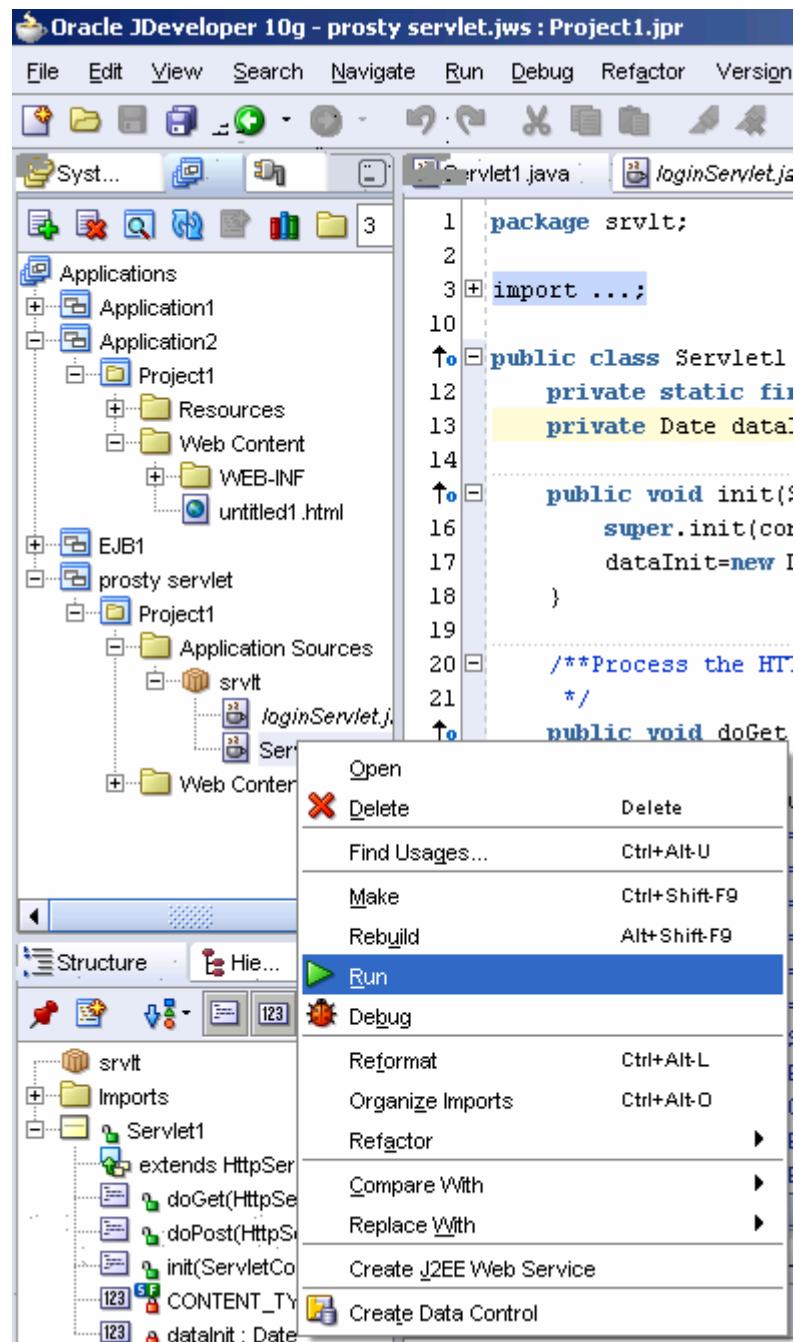 Oracle JDeveloper 10g - prosty servlet.jws : Project1.jpr
File Edit View Search Navigate Run Debug Refactor Version
Syst...
Servlet1.java
3
Applications
Application1
Application2
Project1
Resources
Web Content
WEB-INF
untitled1.html
EJB1
prosty servlet
Project1
Application Sources
srvlt
loginServlet.j
Ser
Web Conten
1 package srvlt;
2
3 import ...;
10
public class Servlet1
12 private static fi
13 private Date data
14
public void init(
16 super.init(co
17 dataInit=new
18 }
19
20 /**Process the HT
21 */
public void doGet
Open
Delete Delete
Find Usages... Ctrl+Alt-U
Make Ctrl+Shift-F9
Rebuild Alt+Shift-F9
Run
Debug
Reformat Ctrl+Alt-L
Organize Imports Ctrl+Alt-O
Refactor
Compare With
Replace With
Create J2EE Web Service
Create Data Control
Structure Hie...
123
srvlt
Imports
Servlet1
extends HttpSer
doGet(HttpSe
doPost(HttpS
init(ServletCo
123 CONTENT_TY
123 dataInit : Date